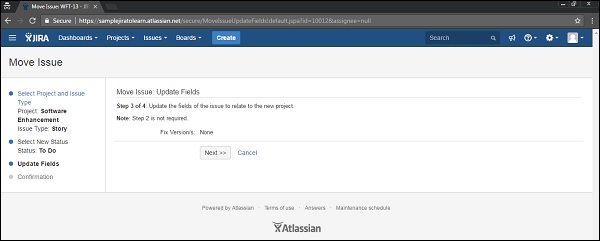 Move Issue: WFT-13 - JI
Secure https://samplejiratolearn.atlassian.net/secure/MoveIssueUpdateFields!default.jspa?id=10012&assignee=null
JIRA Dashboards Projects Issues Boards Create Search
Move Issue
Select Project and Issue
Type
Project: Software
Enhancement
Issue Type: Story
Select New Status
Status: To Do
Update Fields
Confirmation
Move Issue: Update Fields
Step 3 of 4: Update the fields of the issue to relate to the new project.
Note: Step 2 is not required.
Fix Version/s: None
Next >> Cancel
Powered by Atlassian · Terms of use · Answers · Maintenance schedule
Atlassian